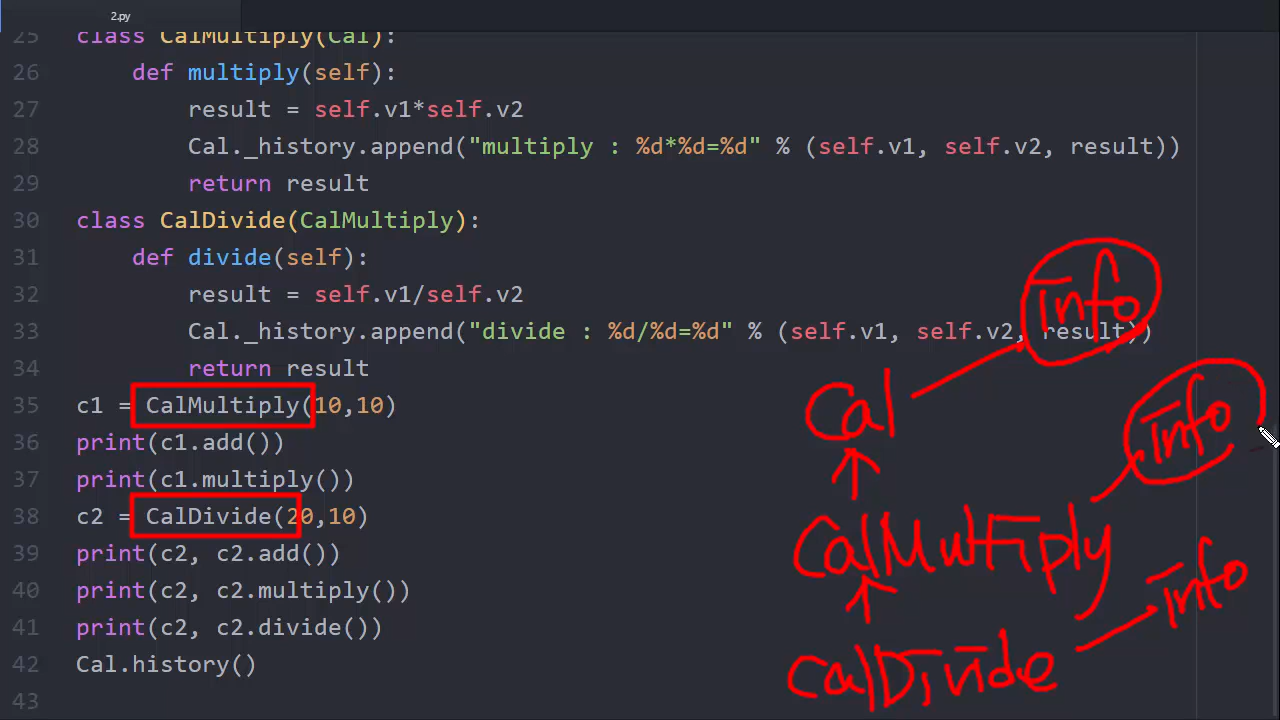 2.py
25 class CalMultiply(Cal):
26 def multiply(self):
27 result = self.v1*self.v2
28 Cal._history.append("multiply : %d*%d=%d" % (self.v1, self.v2, result))
29 return result
30 class CalDivide(CalMultiply):
31 def divide(self):
32 result = self.v1/self.v2
33 Cal._history.append("divide : %d/%d=%d" % (self.v1, self.v2, result))
34 return result
35 c1 = CalMultiply(10,10)
36 print(c1.add())
37 print(c1.multiply())
38 c2 = CalDivide(20,10)
39 print(c2, c2.add())
40 print(c2, c2.multiply())
41 print(c2, c2.divide())
42 Cal.history()
43
info
Cal
info
CalMultiply
info
CalDivide